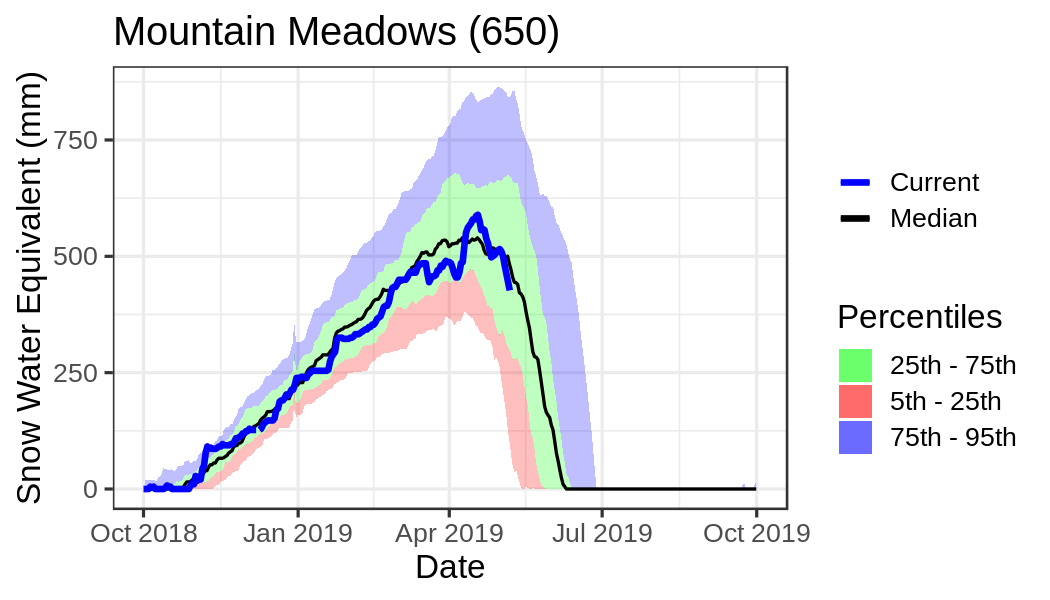 Mountain Meadows (650)
Snow Water Equivalent (mm)
750
500
250
0
Oct 2018
Jan 2019
Apr 2019
Jul 2019
Oct 2019
Date
Current
Median
Percentiles
25th - 75th
5th - 25th
75th - 95th